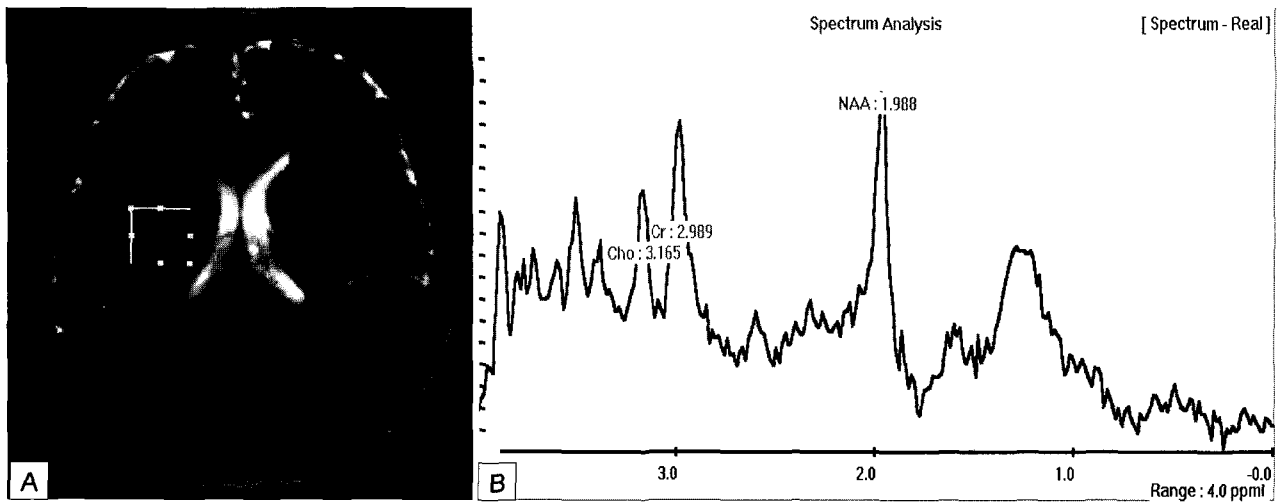 A
Spectrum Analysis
[ Spectrum - Real ]
NAA : 1.988
Cr : 2.989
Cho : 3.165
B
3.0
2.0
1.0
-0.0
Range : 4.0 ppm